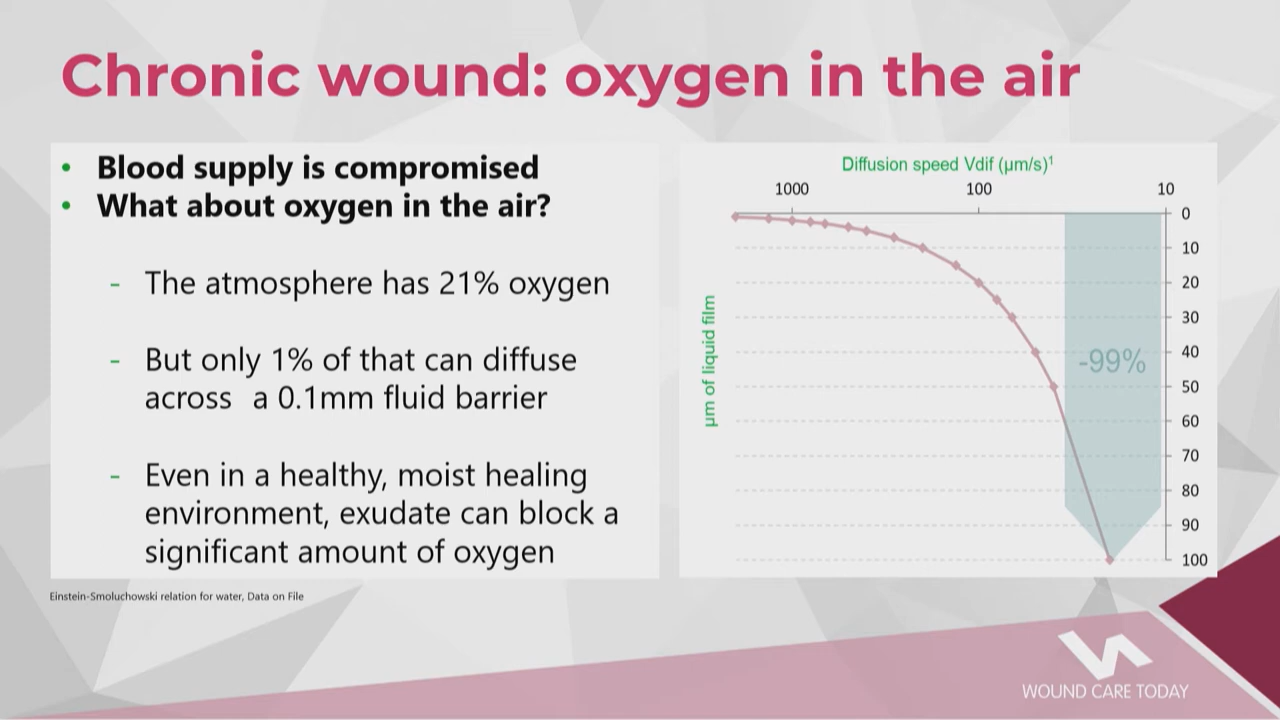 Chronic wound: oxygen in the air
• Blood supply is compromised
• What about oxygen in the air?
- The atmosphere has 21% oxygen
- But only 1% of that can diffuse
across a 0.1mm fluid barrier
- Even in a healthy, moist healing
environment, exudate can block a
significant amount of oxygen
Einstein-Smoluchowski relation for water, Data on File
Diffusion speed Vdif (µm/s)¹
1000 100 10
0
10
20
30
40
50
60
70
80
90
100
µm of liquid film
-99%
WOUND CARE TODAY